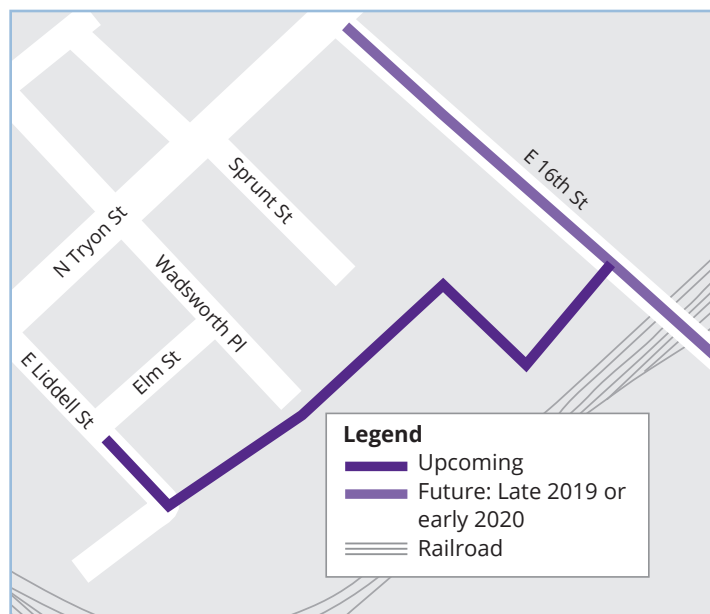 E 16th St
Sprunt St
N Tryon St
Wadsworth Pl
Elm St
E Liddell St
Legend
Upcoming
Future: Late 2019 or
early 2020
Railroad